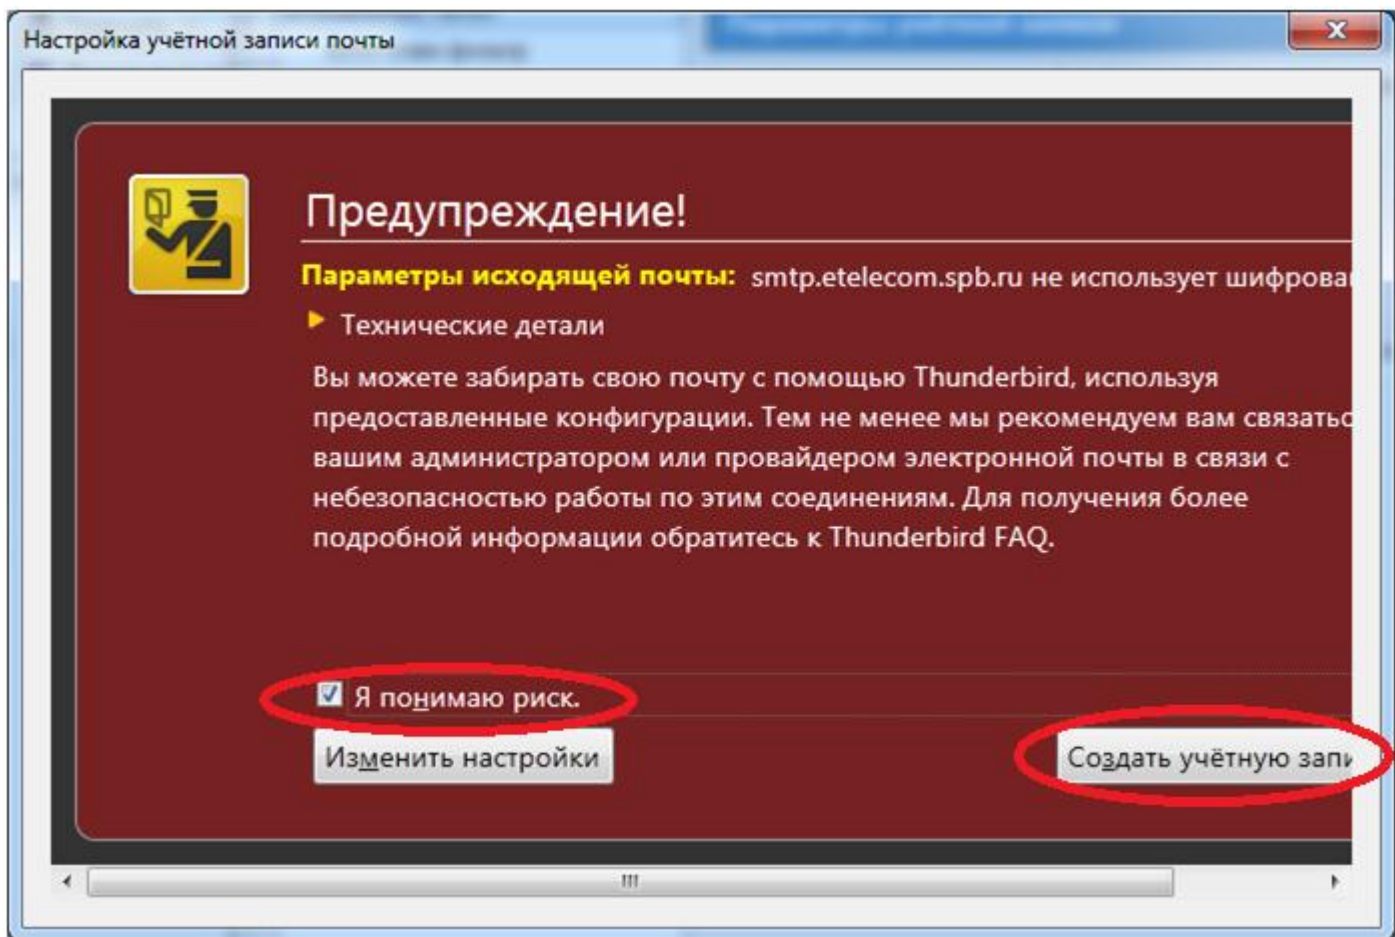 Настройка учётной записи почты
Предупреждение!
Параметры исходящей почты: smtp.etelecom.spb.ru не использует шифрова
Технические детали
Вы можете забирать свою почту с помощью Thunderbird, используя
предоставленные конфигурации. Тем не менее мы рекомендуем вам связатьс
вашим администратором или провайдером электронной почты в связи с
небезопасностью работы по этим соединениям. Для получения более
подробной информации обратитесь к Thunderbird FAQ.
Я понимаю риск.
Изменить настройки
Создать учётную запи